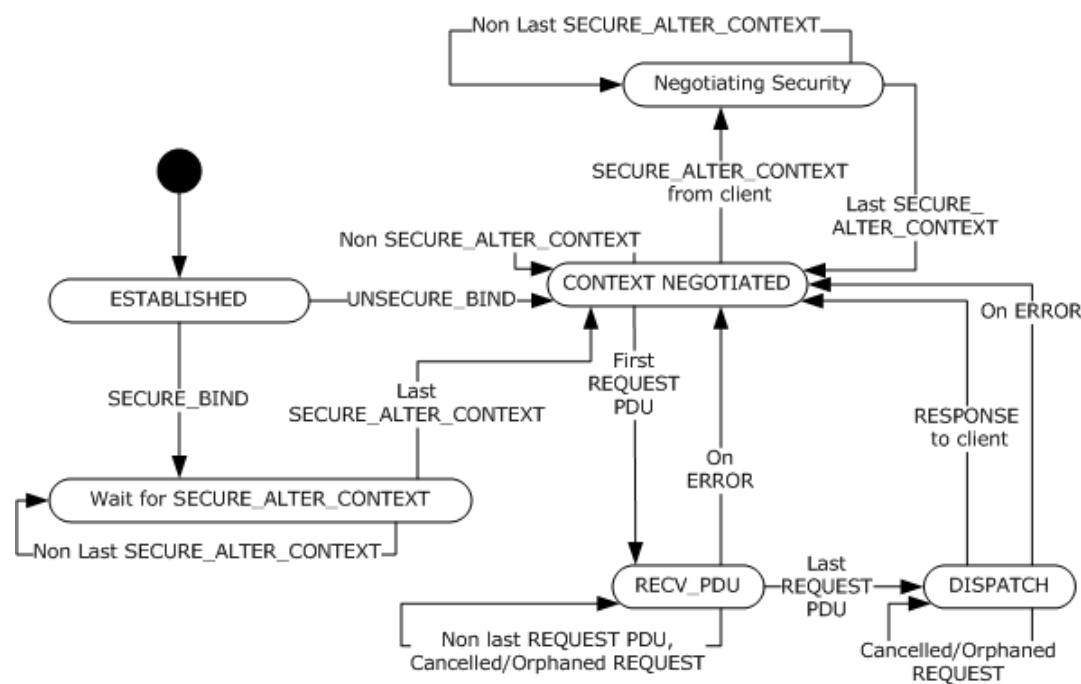 Non Last SECURE_ALTER_CONTEXT
Negotiating Security
SECURE_ALTER_CONTEXT
from client
Last SECURE_
ALTER_CONTEXT
Non SECURE_ALTER_CONTEXT
ESTABLISHED
UNSECURE_BIND
CONTEXT NEGOTIATED
On ERROR
First
REQUEST
PDU
SECURE_BIND
Last
SECURE_ALTER_CONTEXT
RESPONSE
to client
On
ERROR
Wait for SECURE_ALTER_CONTEXT
Non Last SECURE_ALTER_CONTEXT
RECV_PDU
Last
REQUEST
PDU
DISPATCH
Non last REQUEST PDU,
Cancelled/Orphaned REQUEST
Cancelled/Orphaned
REQUEST